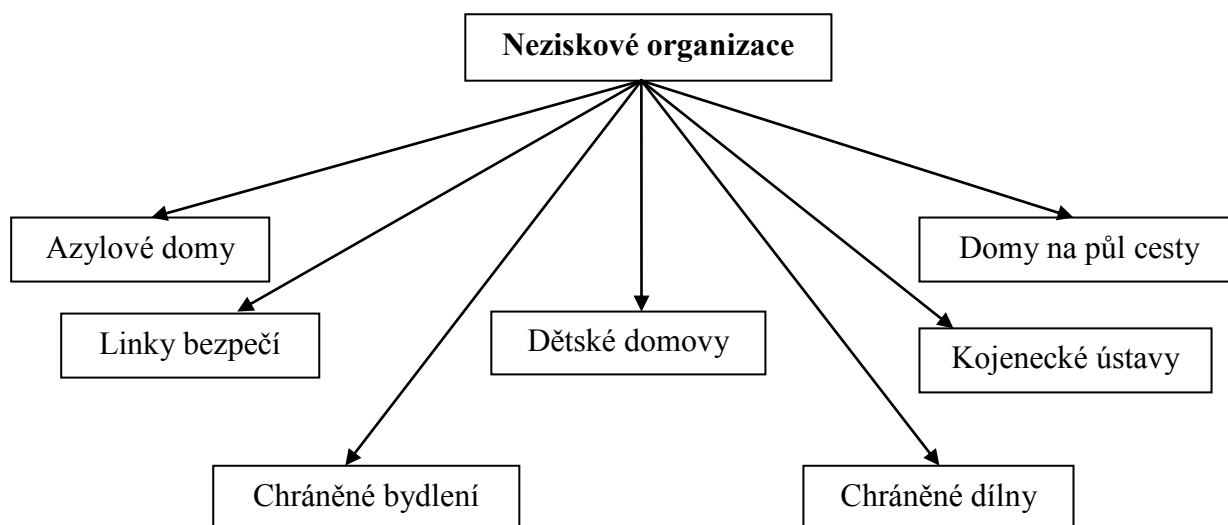 Neziskové organizace
Azylové domy
Domy na půl cesty
Linky bezpečí
Dětské domovy
Kojenecké ústavy
Chráněné bydlení
Chráněné dílny